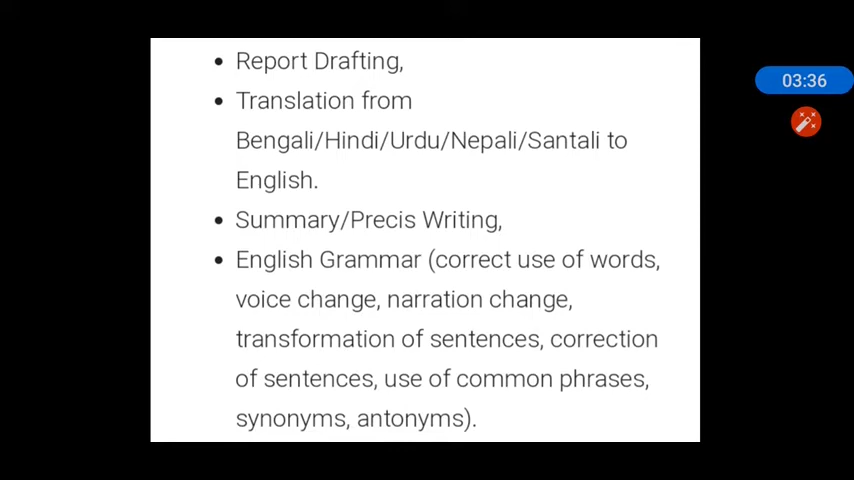 • Report Drafting,
• Translation from
Bengali/Hindi/Urdu/Nepali/Santali to
English.
• Summary/Precis Writing,
• English Grammar (correct use of words,
voice change, narration change,
transformation of sentences, correction
of sentences, use of common phrases,
synonyms, antonyms).
03:36